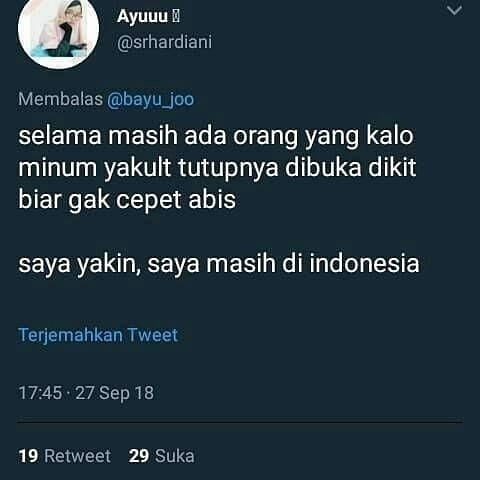 Ayuuu
@srhardiani
Membalas @bayu_joo
selama masih ada orang yang kalo
minum yakult tutupnya dibuka dikit
biar gak cepet abis
saya yakin, saya masih di indonesia
Terjemahkan Tweet
17:45 · 27 Sep 18
19 Retweet 29 Suka